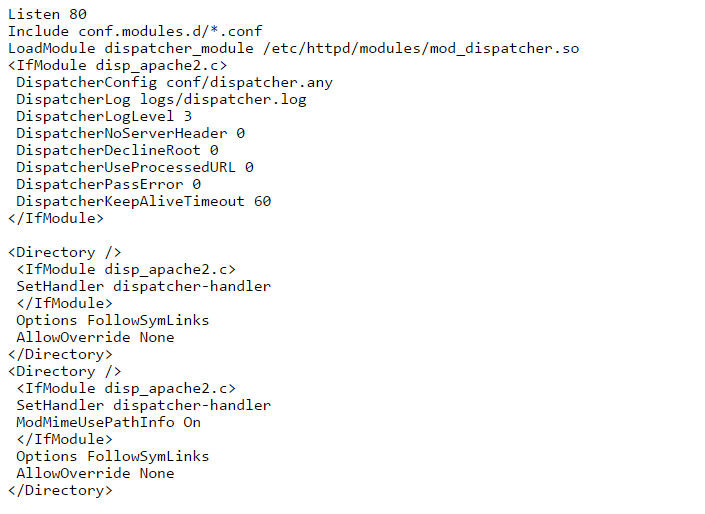 Listen 80
Include conf.modules.d/*.conf
LoadModule dispatcher_module /etc/httpd/modules/mod_dispatcher.so
<IfModule disp_apache2.c>
DispatcherConfig conf/dispatcher.any
DispatcherLog logs/dispatcher.log
DispatcherLogLevel 3
DispatcherNoServerHeader 0
DispatcherDeclineRoot 0
DispatcherUseProcessedURL 0
DispatcherPassError 0
DispatcherKeepAliveTimeout 60
</IfModule>
<Directory />
<IfModule disp_apache2.c>
SetHandler dispatcher-handler
</IfModule>
Options FollowSymLinks
AllowOverride None
</Directory>
<Directory />
<IfModule disp_apache2.c>
SetHandler dispatcher-handler
ModMimeUsePathInfo On
</IfModule>
Options FollowSymLinks
AllowOverride None
</Directory>